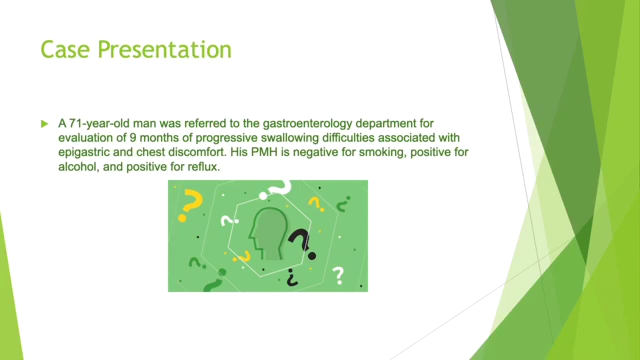 Case Presentation
A 71-year-old man was referred to the gastroenterology department for
evaluation of 9 months of progressive swallowing difficulties associated with
epigastric and chest discomfort. His PMH is negative for smoking, positive for
alcohol, and positive for reflux.